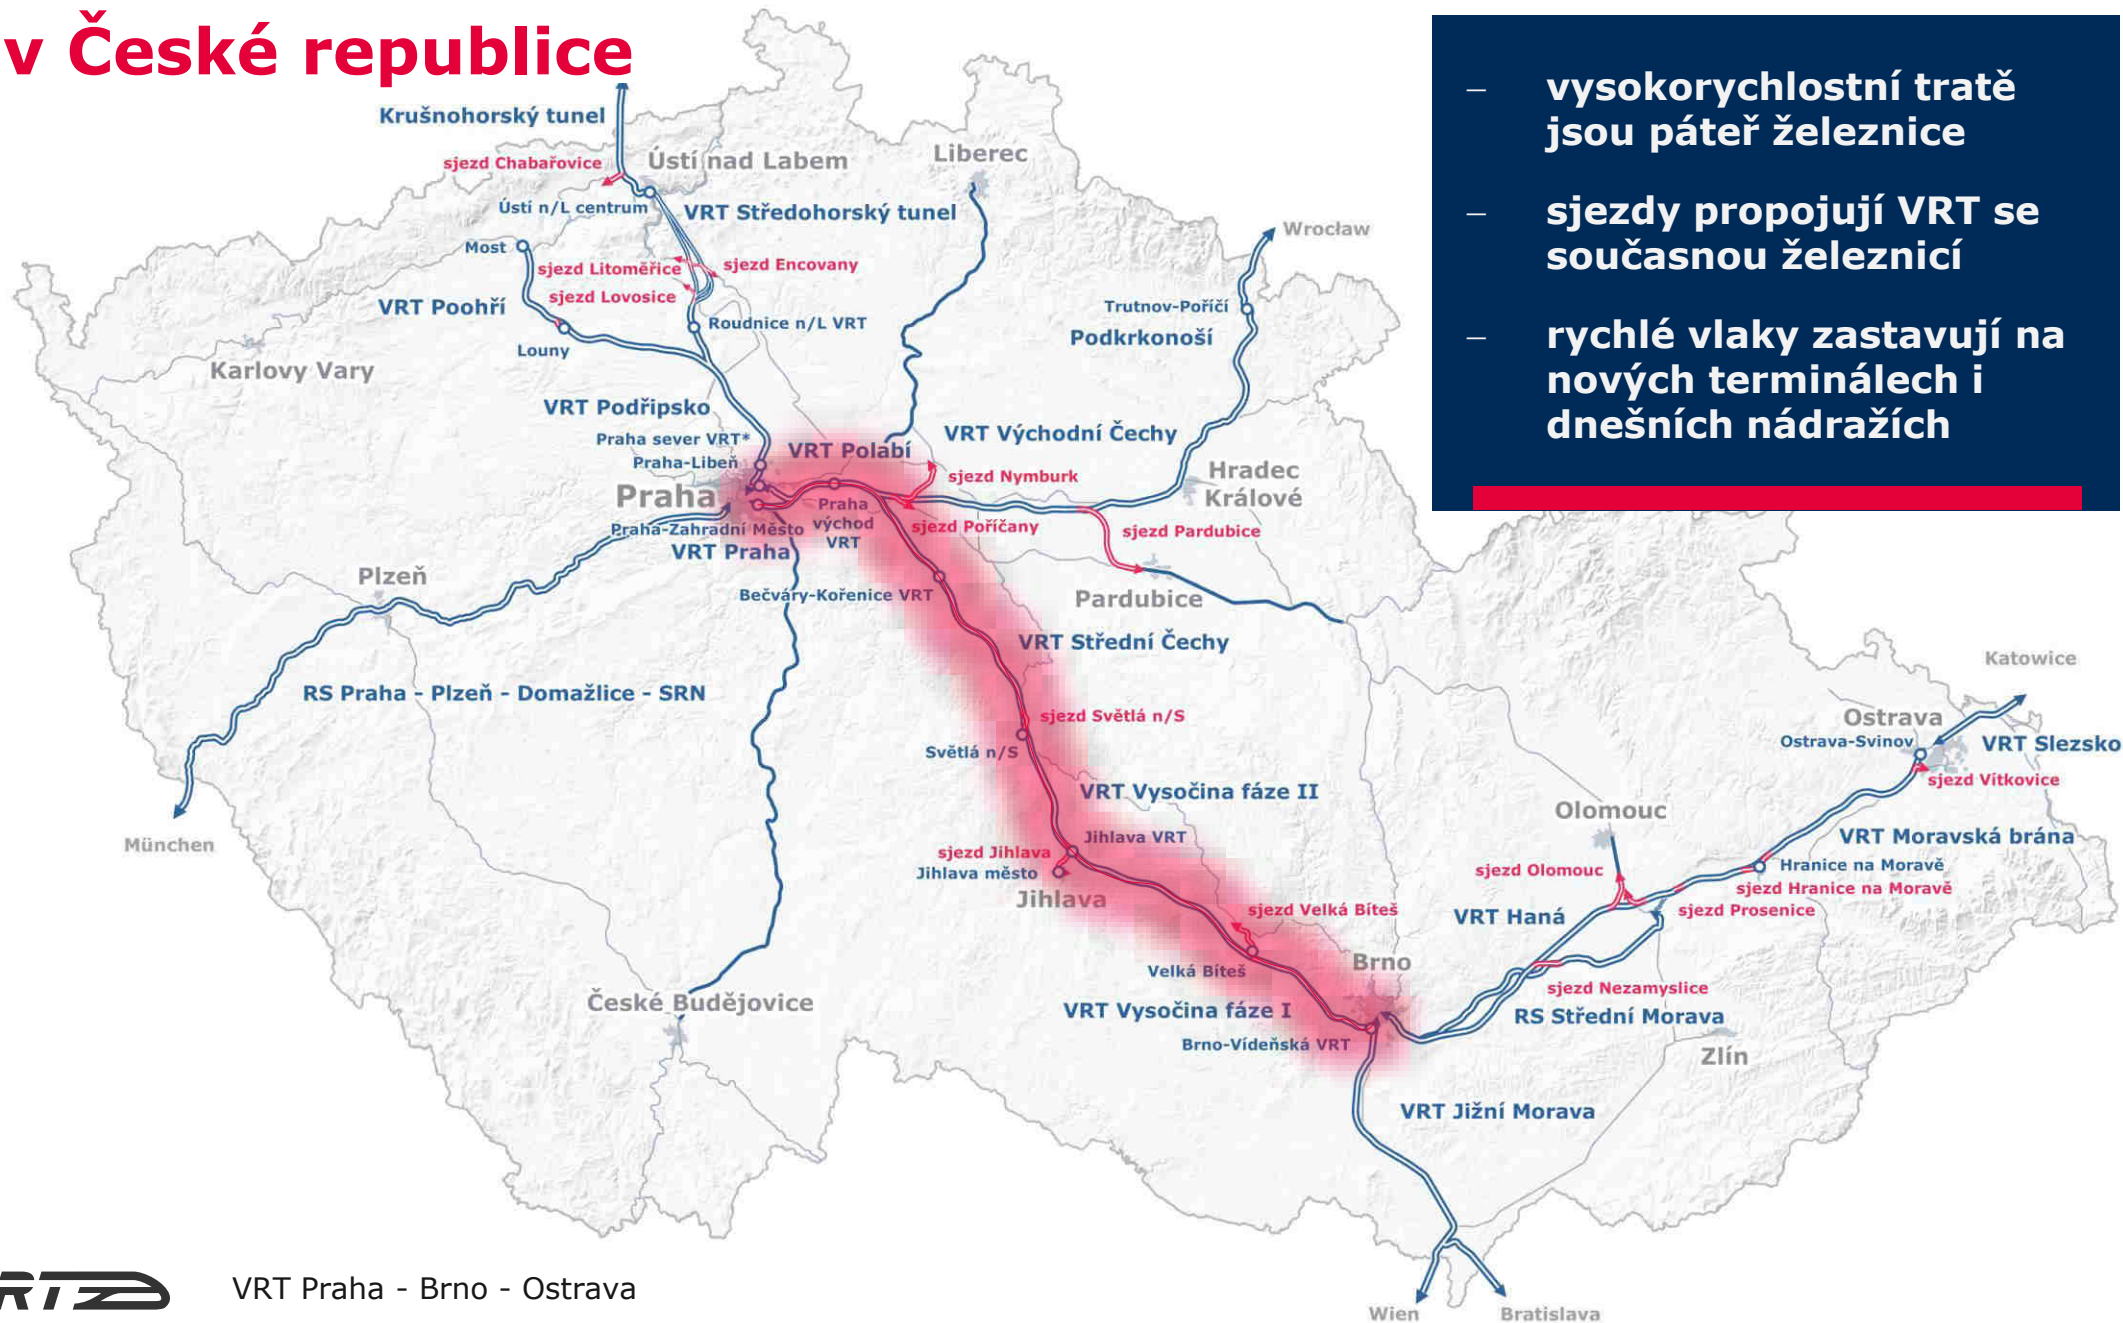 v České republice
– vysokorychlostní tratě
jsou páteř železnice
– sjezdy propojují VRT se
současnou železnicí
– rychlé vlaky zastavují na
nových terminálech i
dnešních nádražích
Krušnohorský tunel
sjezd Chabařovice
Ústí nad Labem
Liberec
Ústí n/L centrum
VRT Středohorský tunel
Wrocław
Most
sjezd Litoměřice
sjezd Encovany
VRT Poohří
sjezd Lovosice
Trutnov-Poříčí
Roudnice n/L VRT
Podkrkonoší
Louny
Karlovy Vary
VRT Podřipsko
Praha sever VRT*
VRT Polabí
VRT Východní Čechy
Praha-Libeň
Hradec
Králové
sjezd Nymburk
Praha
Praha
východ
VRT
sjezd Poříčany
sjezd Pardubice
Praha-Zahradní Město
VRT Praha
Plzeň
Bečváry-Kořenice VRT
Pardubice
VRT Střední Čechy
Katowice
RS Praha - Plzeň - Domažlice - SRN
sjezd Světlá n/S
Ostrava
Světlá n/S
Ostrava-Svinov
VRT Slezsko
sjezd Vítkovice
VRT Vysočina fáze II
Olomouc
München
Jihlava VRT
VRT Moravská brána
sjezd Jihlava
Jihlava město
Jihlava
sjezd Olomouc
Hranice na Moravě
sjezd Hranice na Moravě
sjezd Velká Bíteš
VRT Haná
sjezd Prosenice
Velká Bíteš
Brno
sjezd Nezamyslice
České Budějovice
VRT Vysočina fáze I
RS Střední Morava
Brno-Vídeňská VRT
Zlín
VRT Jižní Morava
Wien
Bratislava
RT
VRT Praha - Brno - Ostrava